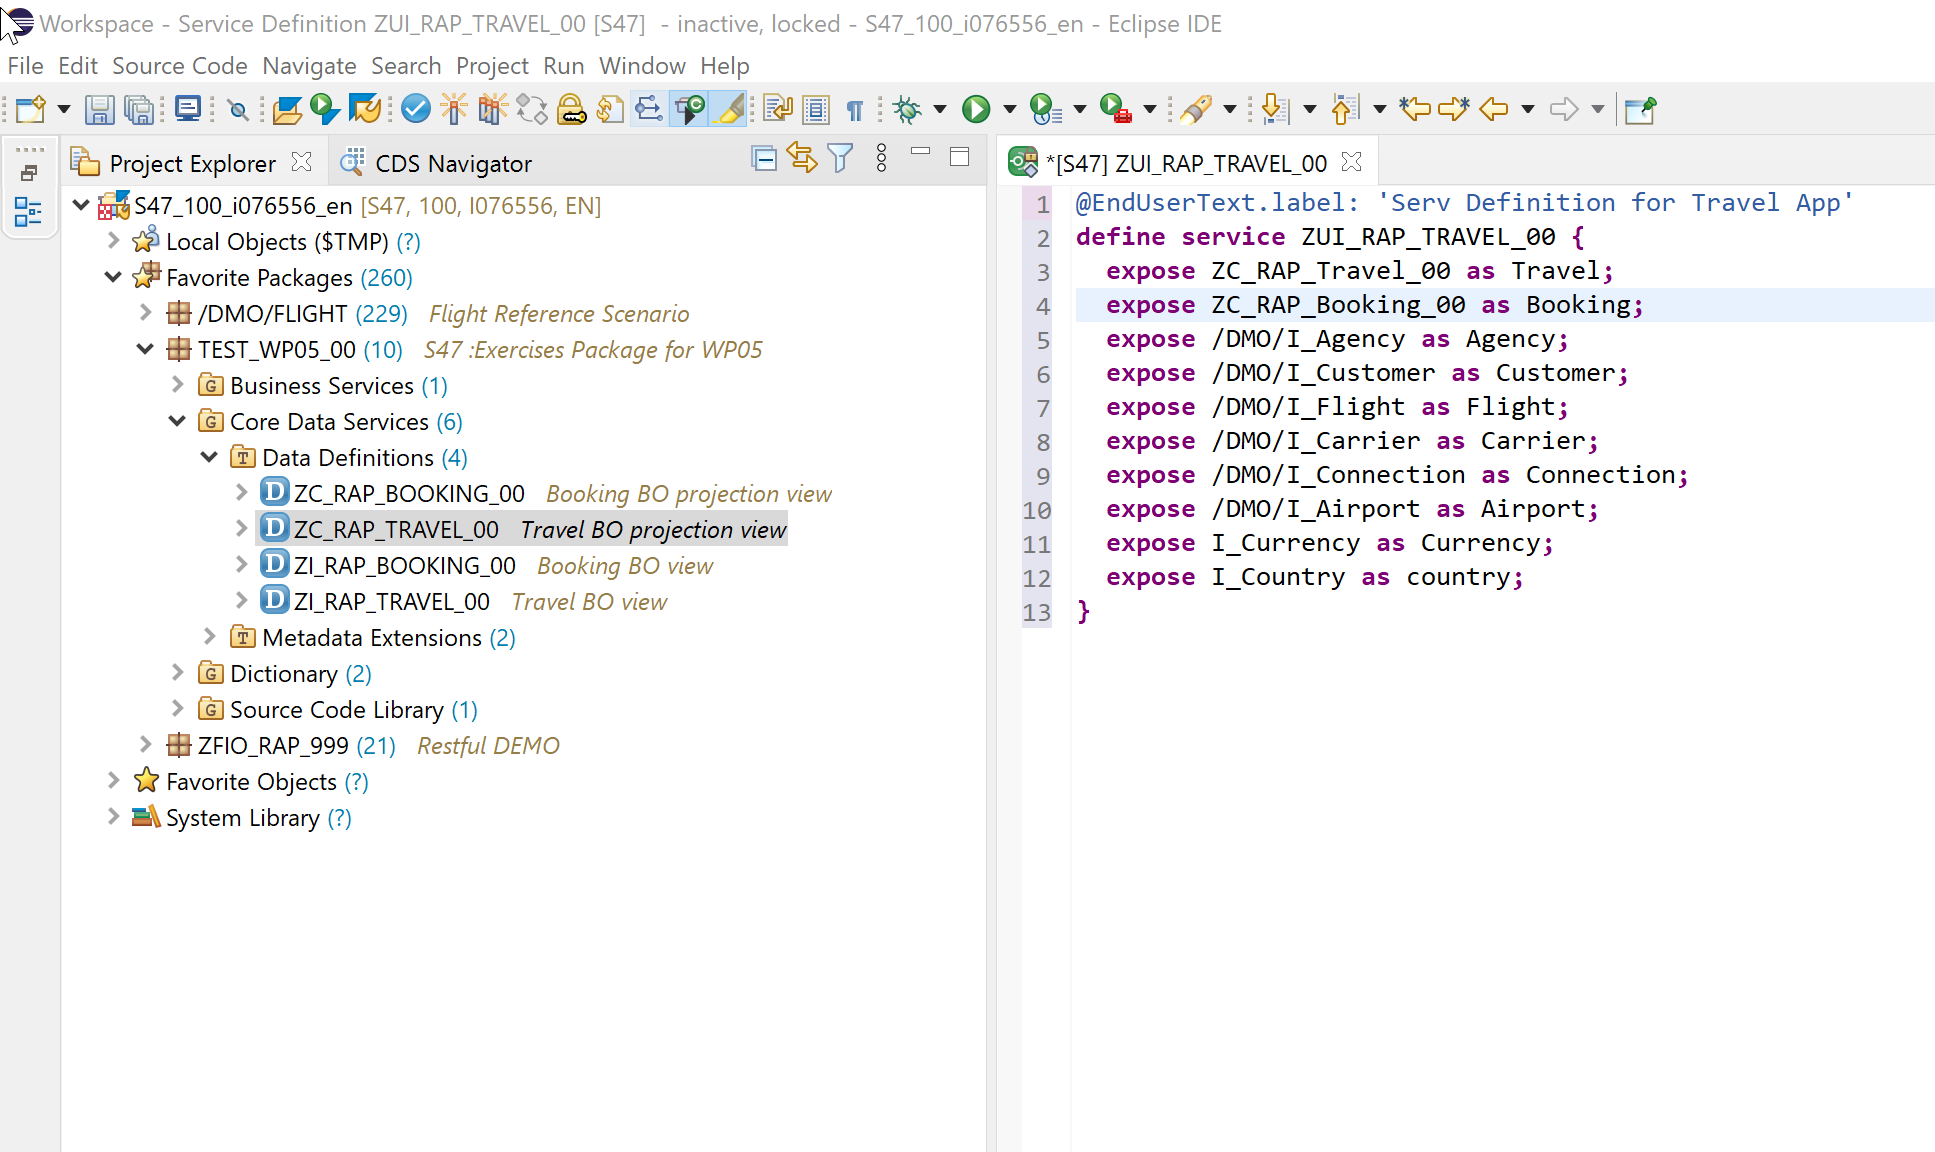 Workspace - Service Definition ZUI_RAP_TRAVEL_00 [S47]  - inactive, locked - S47_100_i076556_en - Eclipse IDE
File Edit Source Code Navigate Search Project Run Window Help
Project Explorer
CDS Navigator
S47_100_i076556_en [S47, 100, I076556, EN]
Local Objects ($TMP) (?)
Favorite Packages (260)
/DMO/FLIGHT (229) Flight Reference Scenario
TEST_WP05_00 (10) S47 :Exercises Package for WP05
Business Services (1)
Core Data Services (6)
Data Definitions (4)
ZC_RAP_BOOKING_00 Booking BO projection view
ZC_RAP_TRAVEL_00 Travel BO projection view
ZI_RAP_BOOKING_00 Booking BO view
ZI_RAP_TRAVEL_00 Travel BO view
Metadata Extensions (2)
Dictionary (2)
Source Code Library (1)
ZFIO_RAP_999 (21) Restful DEMO
Favorite Objects (?)
System Library (?)
*[S47] ZUI_RAP_TRAVEL_00
1 @EndUserText.label: 'Serv Definition for Travel App'
2 define service ZUI_RAP_TRAVEL_00 {
3 expose ZC_RAP_Travel_00 as Travel;
4 expose ZC_RAP_Booking_00 as Booking;
5 expose /DMO/I_Agency as Agency;
6 expose /DMO/I_Customer as Customer;
7 expose /DMO/I_Flight as Flight;
8 expose /DMO/I_Carrier as Carrier;
9 expose /DMO/I_Connection as Connection;
10 expose /DMO/I_Airport as Airport;
11 expose I_Currency as Currency;
12 expose I_Country as country;
13 }